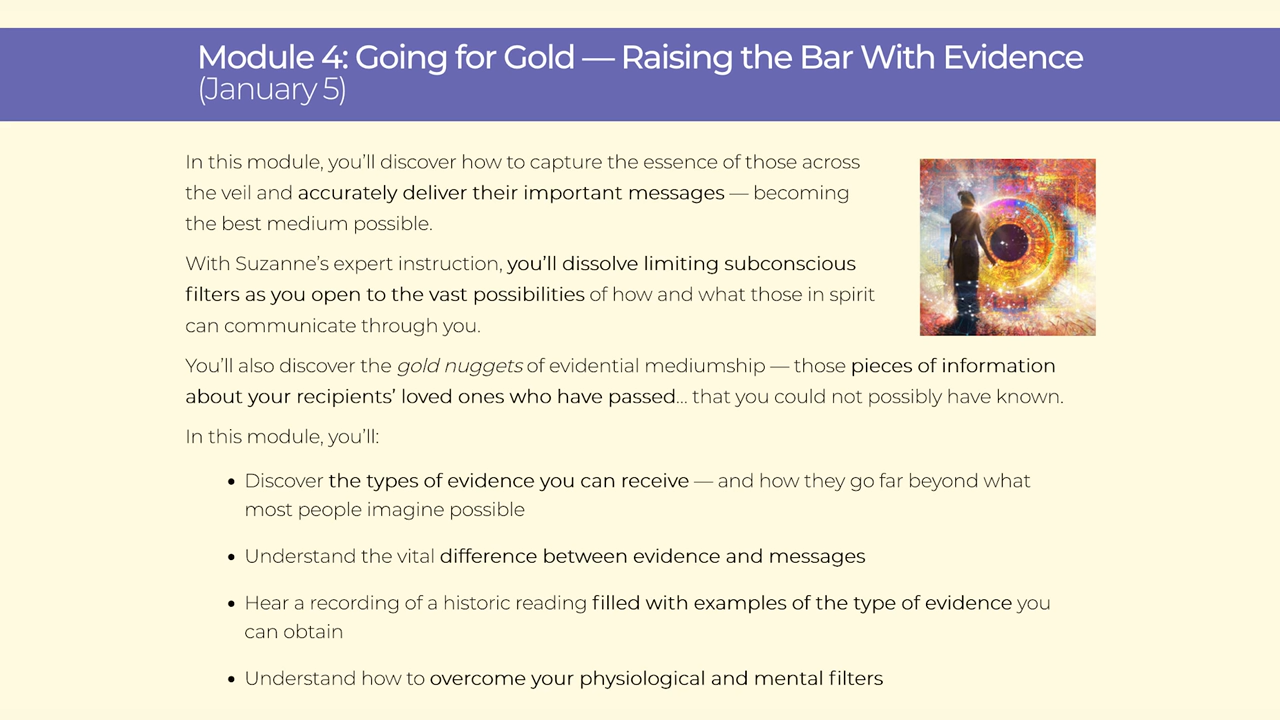 Module 4: Going for Gold — Raising the Bar With Evidence
(January 5)
In this module, you’ll discover how to capture the essence of those across
the veil and accurately deliver their important messages — becoming
the best medium possible.
With Suzanne’s expert instruction, you’ll dissolve limiting subconscious
filters as you open to the vast possibilities of how and what those in spirit
can communicate through you.
You’ll also discover the gold nuggets of evidential mediumship — those pieces of information
about your recipients’ loved ones who have passed... that you could not possibly have known.
In this module, you’ll:
• Discover the types of evidence you can receive — and how they go far beyond what
most people imagine possible
• Understand the vital difference between evidence and messages
• Hear a recording of a historic reading filled with examples of the type of evidence you
can obtain
• Understand how to overcome your physiological and mental filters